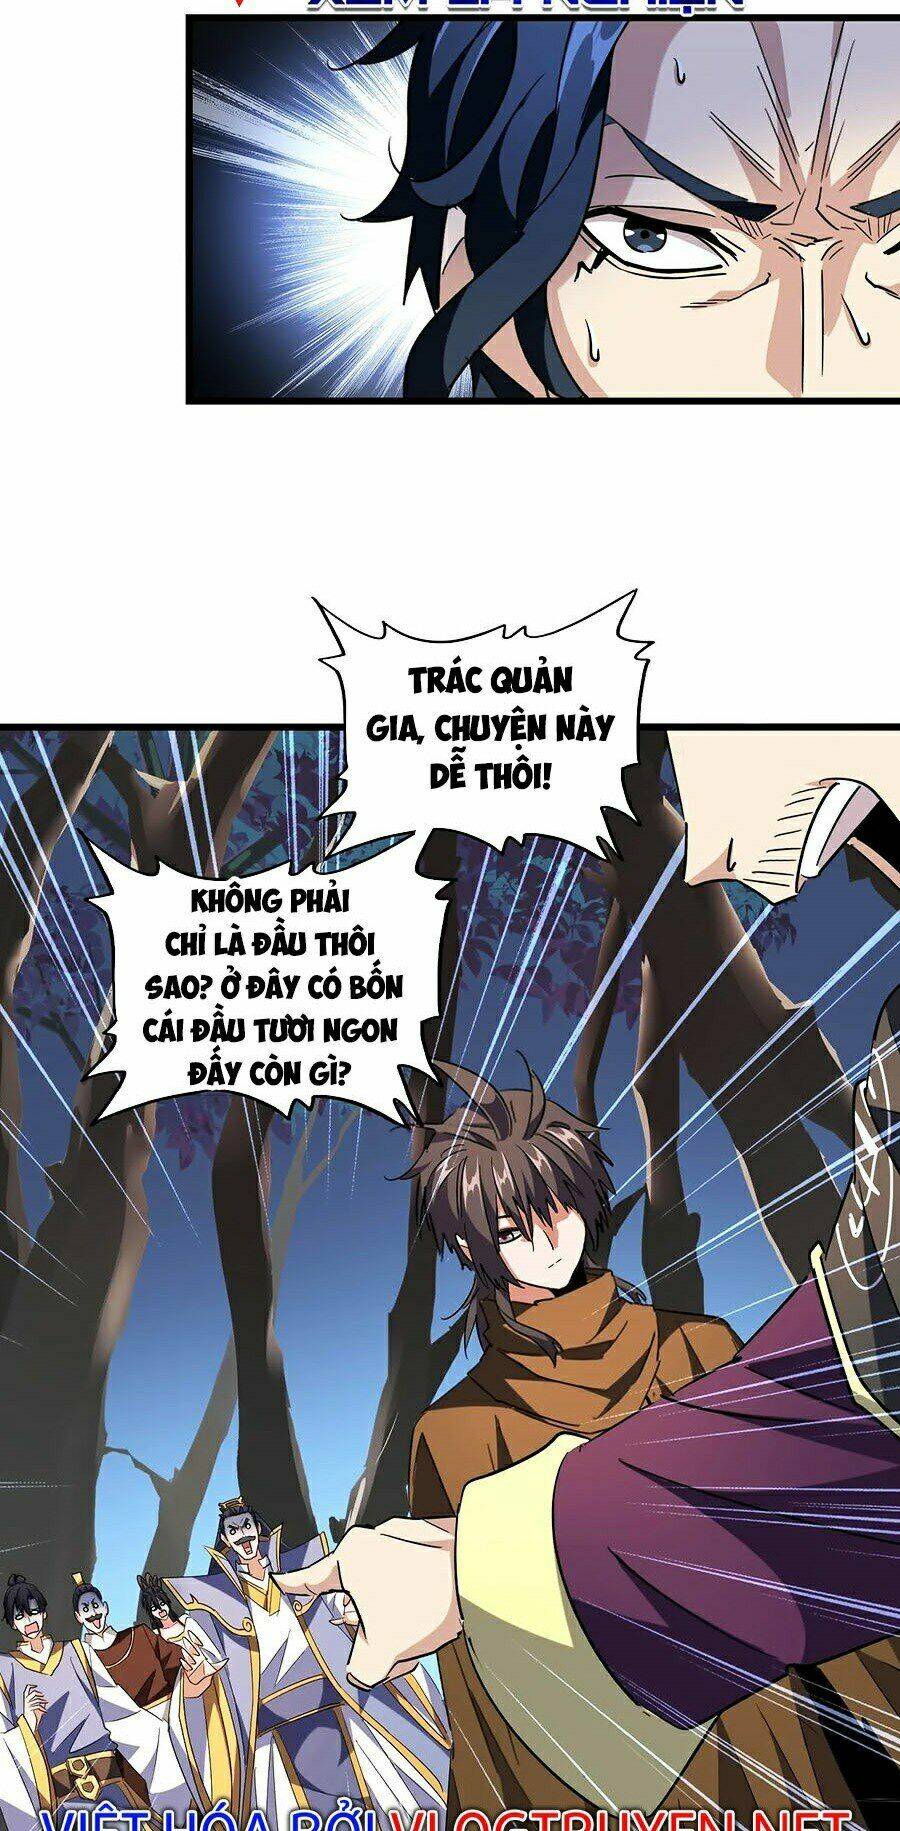 TRÁC QUẢN
GIA, CHUYỆN NÀY
DỄ THÔI!
KHÔNG PHẢI
CHỈ LÀ ĐẦU THÔI
SAO? Ở ĐÂY CÓ BỐN
CÁI ĐẦU TƯƠI NGON
ĐẤY CÒN GÌ?
VIỆT HÓA BỞI VLOGTRUYEN.NET